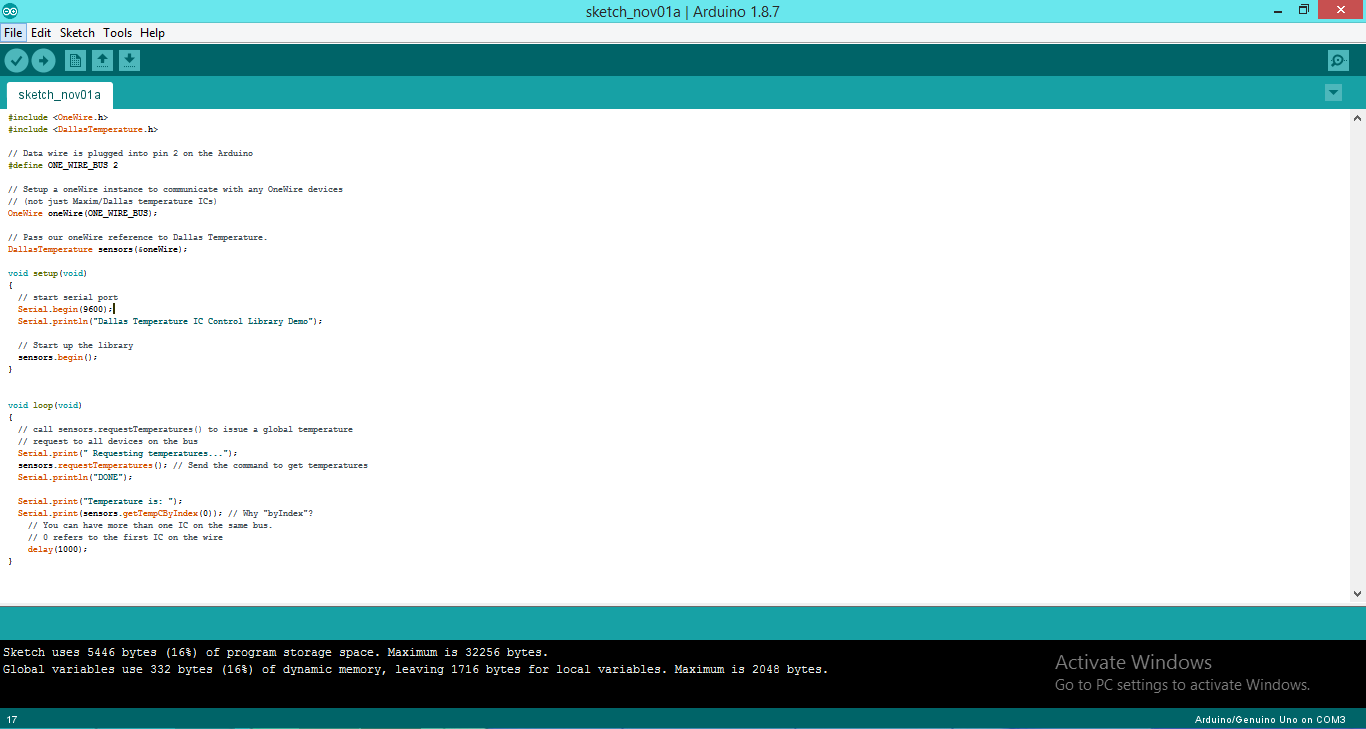 sketch_nov01a | Arduino 1.8.7
File Edit Sketch Tools Help
sketch_nov01a
#include <OneWire.h>
#include <DallasTemperature.h>
// Data wire is plugged into pin 2 on the Arduino
#define ONE_WIRE_BUS 2
// Setup a oneWire instance to communicate with any OneWire devices
// (not just Maxim/Dallas temperature ICs)
OneWire oneWire(ONE_WIRE_BUS);
// Pass our oneWire reference to Dallas Temperature.
DallasTemperature sensors(&oneWire);
void setup(void)
{
// start serial port
Serial.begin(9600);
Serial.println("Dallas Temperature IC Control Library Demo");
// Start up the library
sensors.begin();
}
void loop(void)
{
// call sensors.requestTemperatures() to issue a global temperature
// request to all devices on the bus
Serial.print(" Requesting temperatures...");
sensors.requestTemperatures(); // Send the command to get temperatures
Serial.println("DONE");
Serial.print("Temperature is: ");
Serial.print(sensors.getTempCByIndex(0)); // Why "byIndex"?
// You can have more than one IC on the same bus.
// 0 refers to the first IC on the wire
delay(1000);
}
Sketch uses 5446 bytes (16%) of program storage space. Maximum is 32256 bytes.
Global variables use 332 bytes (16%) of dynamic memory, leaving 1716 bytes for local variables. Maximum is 2048 bytes.
Activate Windows
Go to PC settings to activate Windows.
17
Arduino/Genuino Uno on COM3